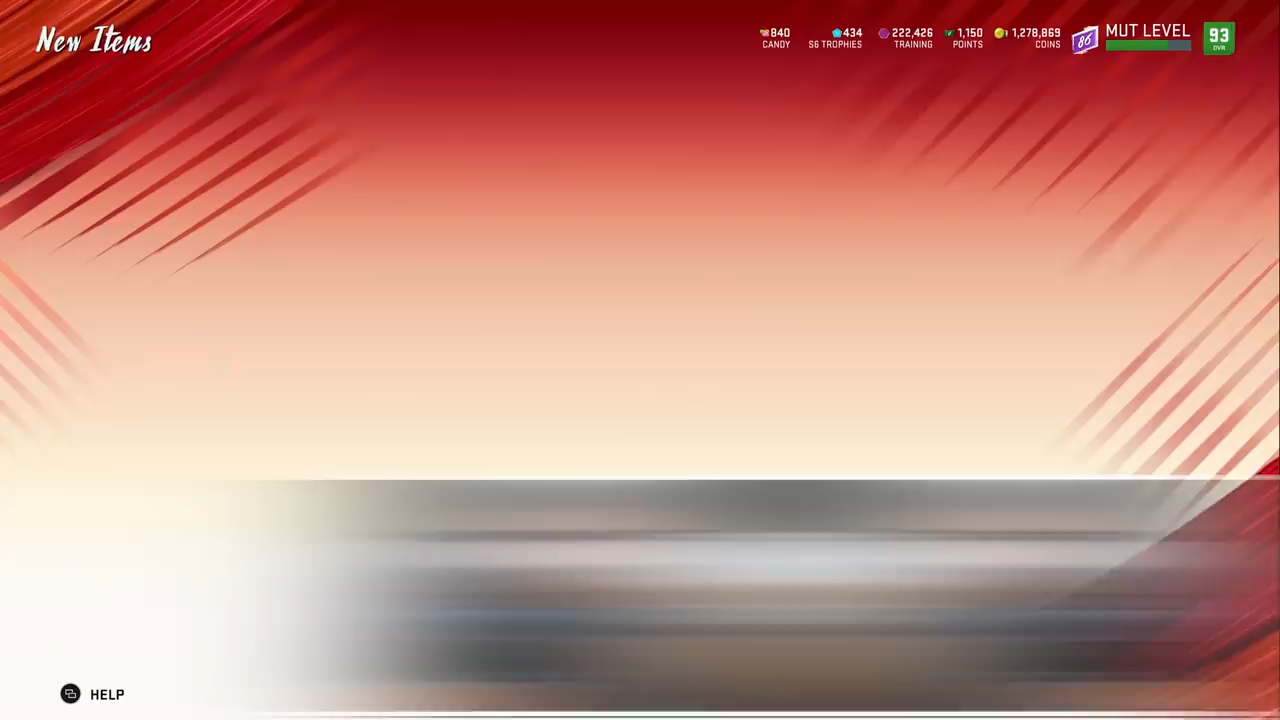 New Items
840
CANDY
434
S6 TROPHIES
222,426
TRAINING
1,150
POINTS
1,278,869
COINS
86
MUT LEVEL
93
OVR
HELP